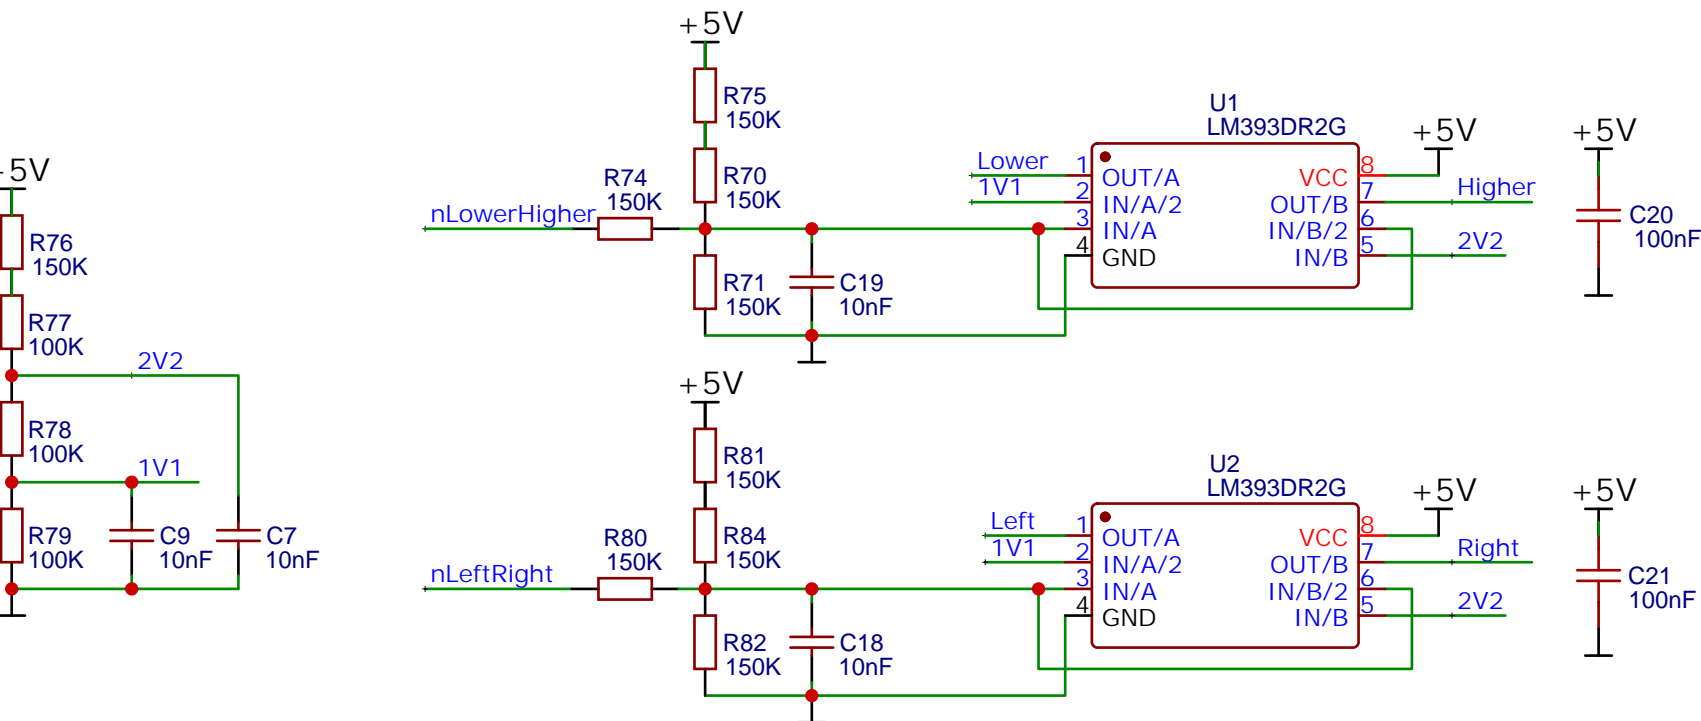 +5V
R76
150K
R77
100K
2V2
R78
100K
1V1
R79
100K
C9
10nF
C7
10nF
+5V
R75
150K
R70
150K
R74
150K
nLowerHigher
R71
150K
C19
10nF
U1
LM393DR2G
Lower
1V1
1
2
3
4
OUT/A
IN/A/2
IN/A
GND
VCC
OUT/B
IN/B/2
IN/B
8
7
6
5
+5V
Higher
2V2
+5V
C20
100nF
+5V
R81
150K
R84
150K
R80
150K
nLeftRight
R82
150K
C18
10nF
U2
LM393DR2G
Left
1V1
1
2
3
4
OUT/A
IN/A/2
IN/A
GND
VCC
OUT/B
IN/B/2
IN/B
8
7
6
5
+5V
Right
2V2
+5V
C21
100nF